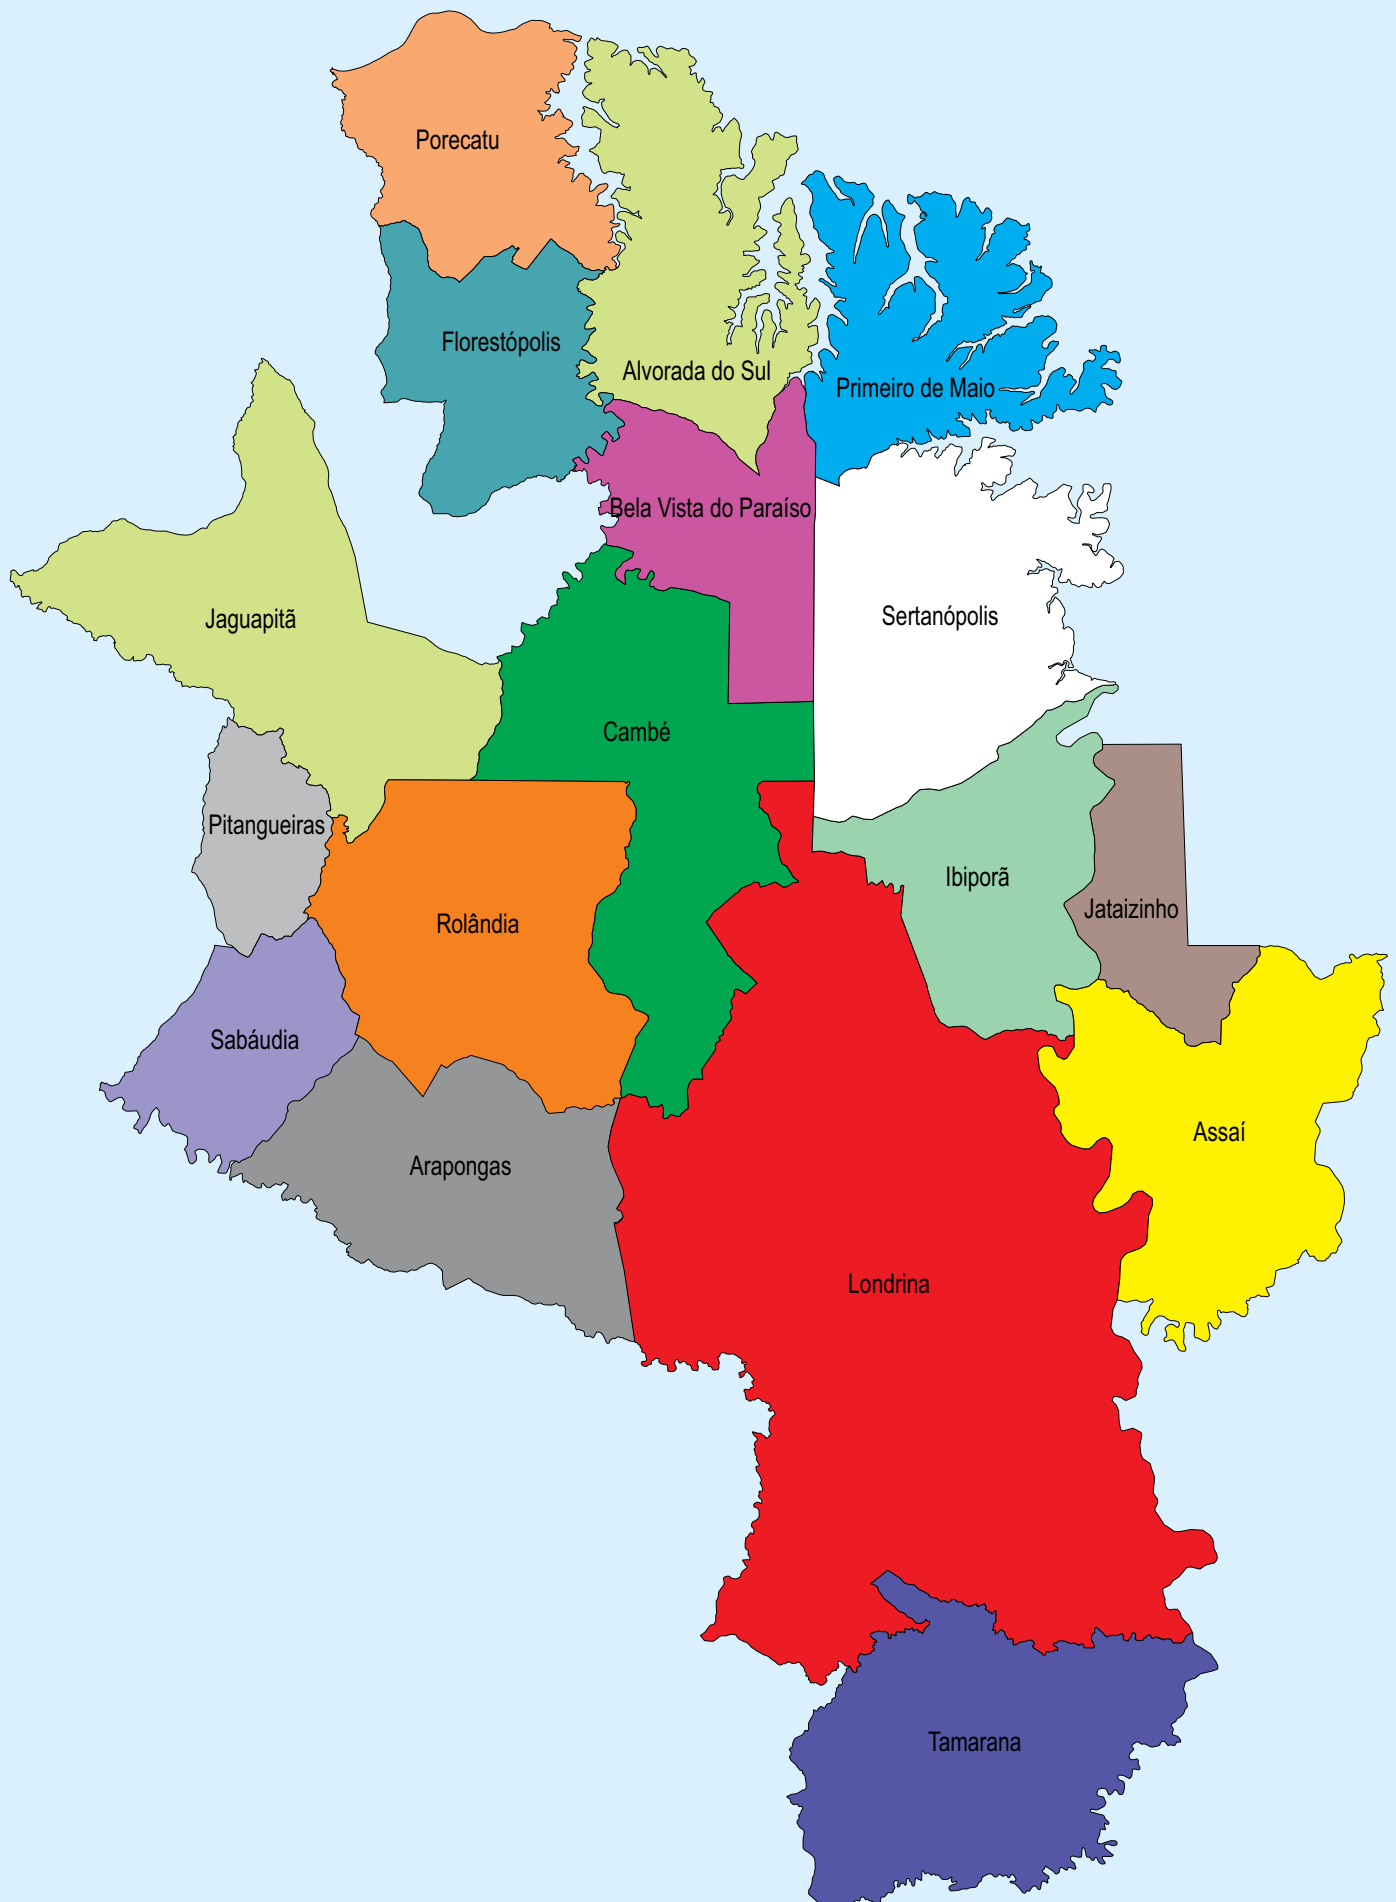 Porecatu
Florestópolis
Alvorada do Sul
Primeiro de Maio
Bela Vista do Paraíso
Jaguapitã
Sertanópolis
Cambé
Pitangueiras
Ibiporã
Rolândia
Jataizinho
Sabáudia
Assaí
Arapongas
Londrina
Tamarana